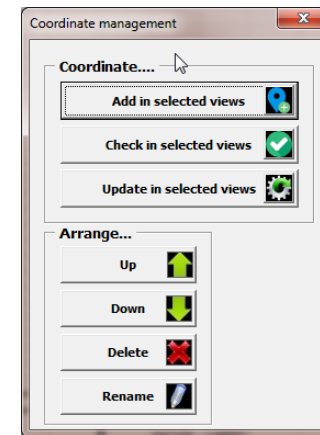 Coordinate management
Coordinate....
Add in selected views
Check in selected views
Update in selected views
Arrange...
Up
Down
Delete
Rename